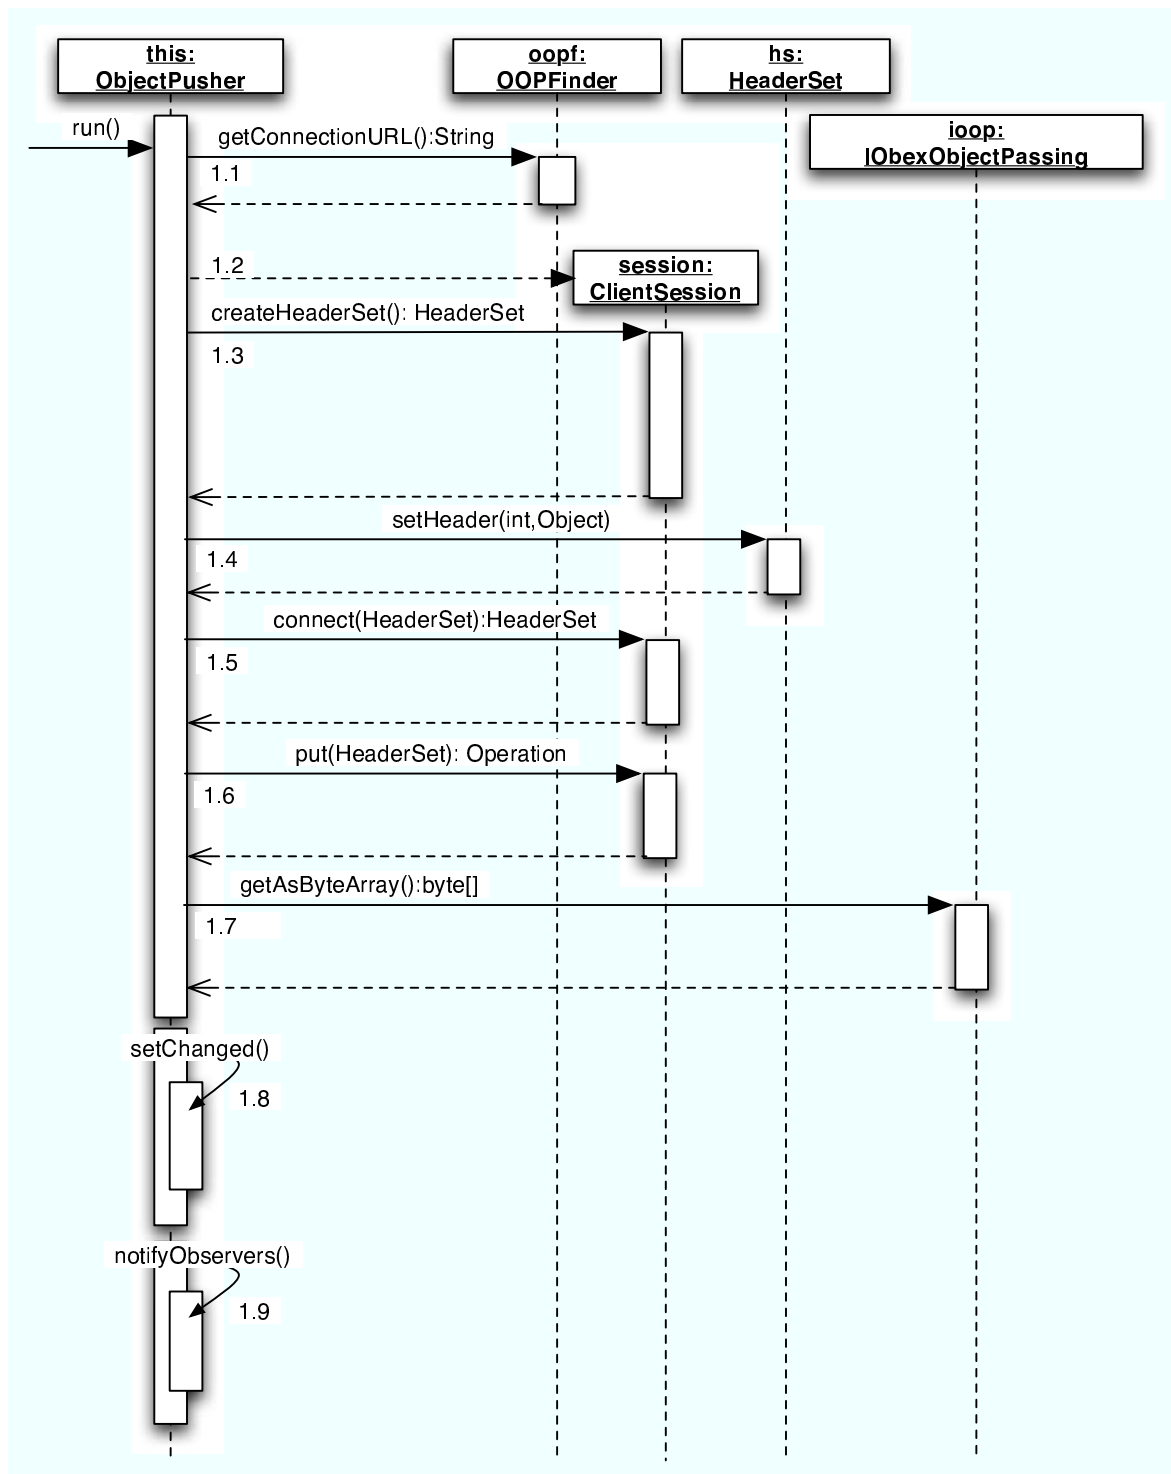 this:
ObjectPusher
oopf:
OOPFinder
hs:
HeaderSet
ioop:
IObexObjectPassing
run()
getConnectionURL():String
1.1
1.2
session:
ClientSession
createHeaderSet(): HeaderSet
1.3
setHeader(int,Object)
1.4
connect(HeaderSet):HeaderSet
1.5
put(HeaderSet): Operation
1.6
getAsByteArray():byte[]
1.7
setChanged()
1.8
notifyObservers()
1.9